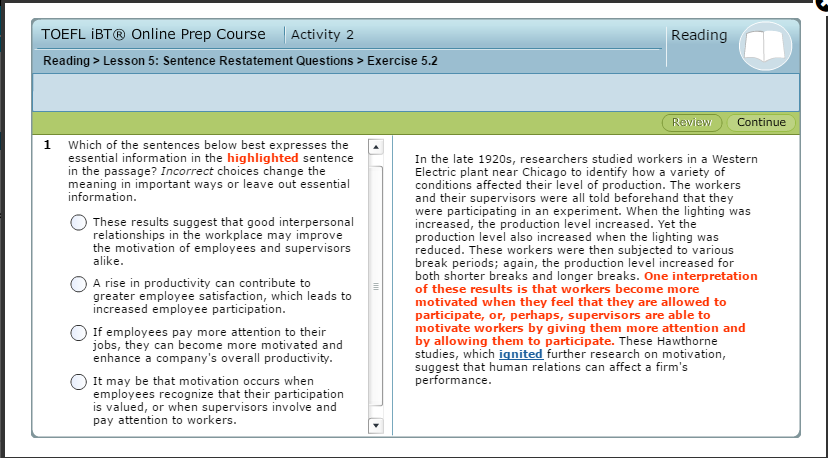 TOEFL iBT® Online Prep Course Activity 2 Reading
Reading > Lesson 5: Sentence Restatement Questions > Exercise 5.2
Review Continue
1 Which of the sentences below best expresses the
essential information in the highlighted sentence
in the passage? Incorrect choices change the
meaning in important ways or leave out essential
information.
These results suggest that good interpersonal
relationships in the workplace may improve
the motivation of employees and supervisors
alike.
A rise in productivity can contribute to
greater employee satisfaction, which leads to
increased employee participation.
If employees pay more attention to their
jobs, they can become more motivated and
enhance a company's overall productivity.
It may be that motivation occurs when
employees recognize that their participation
is valued, or when supervisors involve and
pay attention to workers.
In the late 1920s, researchers studied workers in a Western
Electric plant near Chicago to identify how a variety of
conditions affected their level of production. The workers
and their supervisors were all told beforehand that they
were participating in an experiment. When the lighting was
increased, the production level increased. Yet the
production level also increased when the lighting was
reduced. These workers were then subjected to various
break periods; again, the production level increased for
both shorter breaks and longer breaks. One interpretation
of these results is that workers become more
motivated when they feel that they are allowed to
participate, or, perhaps, supervisors are able to
motivate workers by giving them more attention and
by allowing them to participate. These Hawthorne
studies, which ignited further research on motivation,
suggest that human relations can affect a firm's
performance.